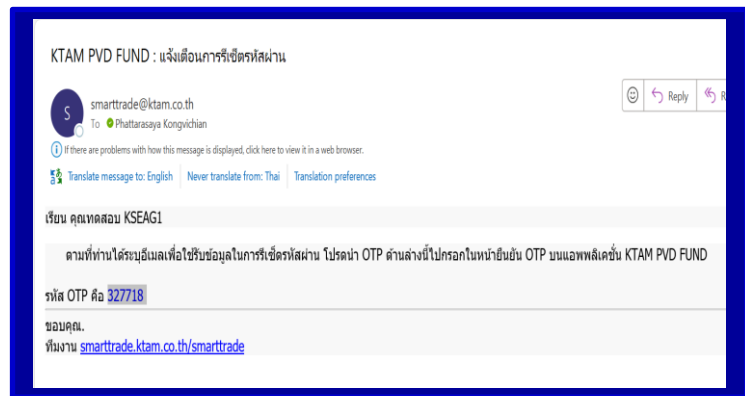 KTAM PVD FUND : แจ้งเตือนการรีเซ็ตรหัสผ่าน
S
smarttrade@ktam.co.th
Reply
R
To Phattarasaya Kongvichian
If there are problems with how this message is displayed, click here to view it in a web browser.
Translate message to: English Never translate from: Thai Translation preferences
เรียน คุณทดสอบ KSEAG1
ตามที่ท่านได้ระบุอีเมลเพื่อใช้รับข้อมูลในการรีเซ็ตรหัสผ่าน โปรดนำ OTP ด้านล่างนี้ไปกรอกในหน้ายืนยัน OTP บนแอพพลิเคชั่น KTAM PVD FUND
รหัส OTP คือ 327718
ขอบคุณ.
ทีมงาน smarttrade.ktam.co.th/smarttrade